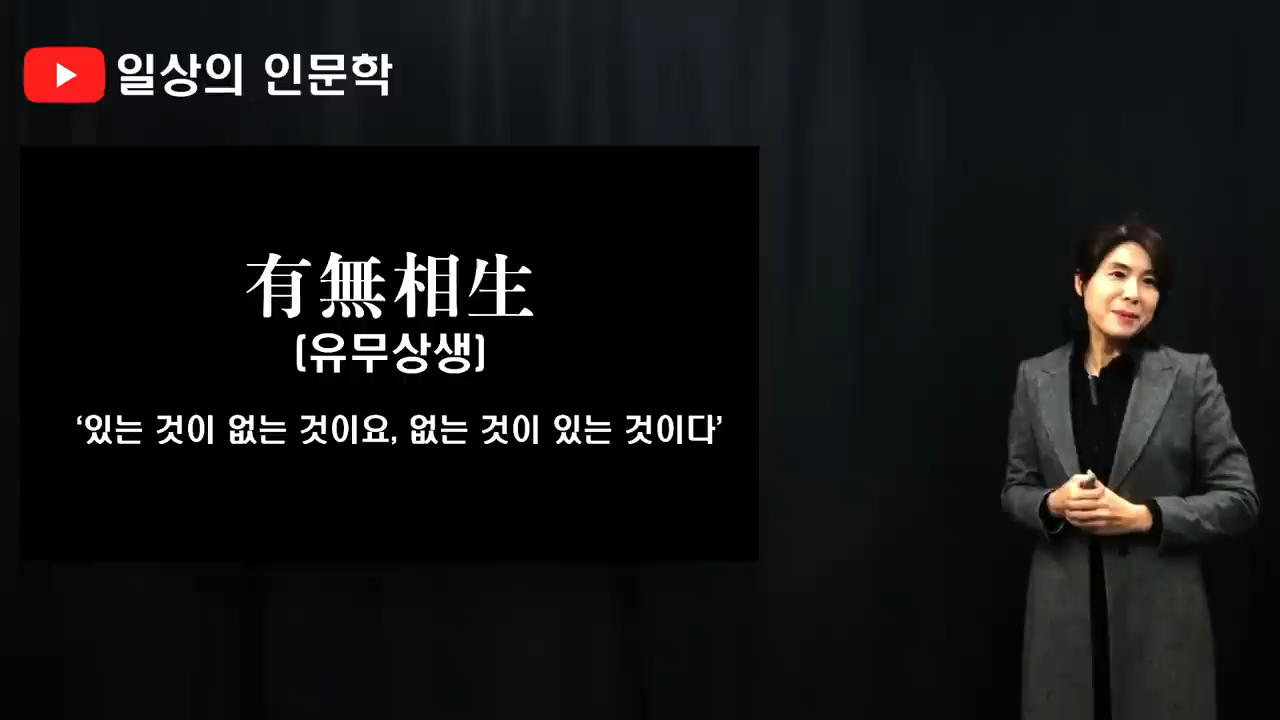 일상의 인문학
有無相生
(유무상생)
‘있는 것이 없는 것이요, 없는 것이 있는 것이다’